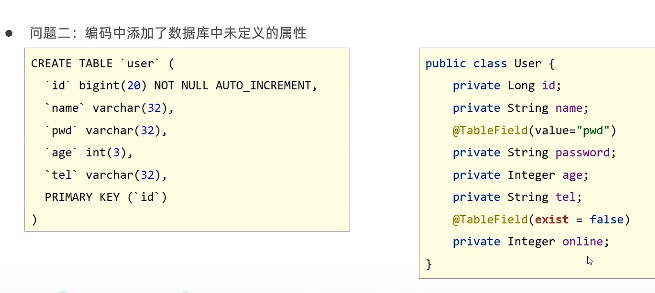 ● 问题二：编码中添加了数据库中未定义的属性
CREATE TABLE `user` (
`id` bigint(20) NOT NULL AUTO_INCREMENT,
`name` varchar(32),
`pwd` varchar(32),
`age` int(3),
`tel` varchar(32),
PRIMARY KEY (`id`)
)
public class User {
private Long id;
private String name;
@TableField(value="pwd")
private String password;
private Integer age;
private String tel;
@TableField(exist = false)
private Integer online;
}